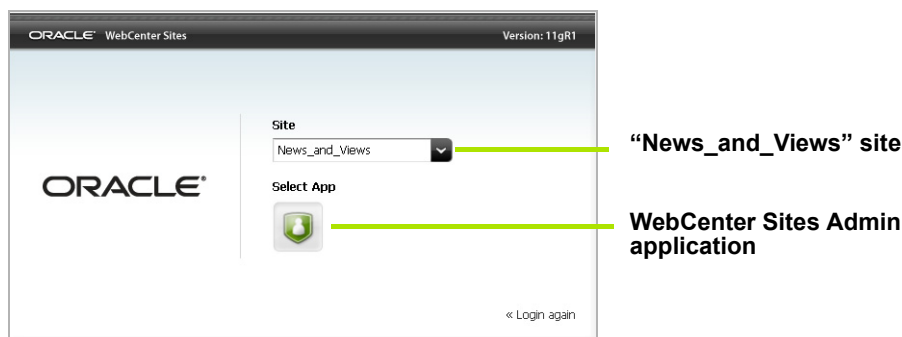 ORACLE® WebCenter Sites
Version: 11gR1
Site
News_and_Views
“News_and_Views” site
ORACLE®
Select App
WebCenter Sites Admin
application
« Login again